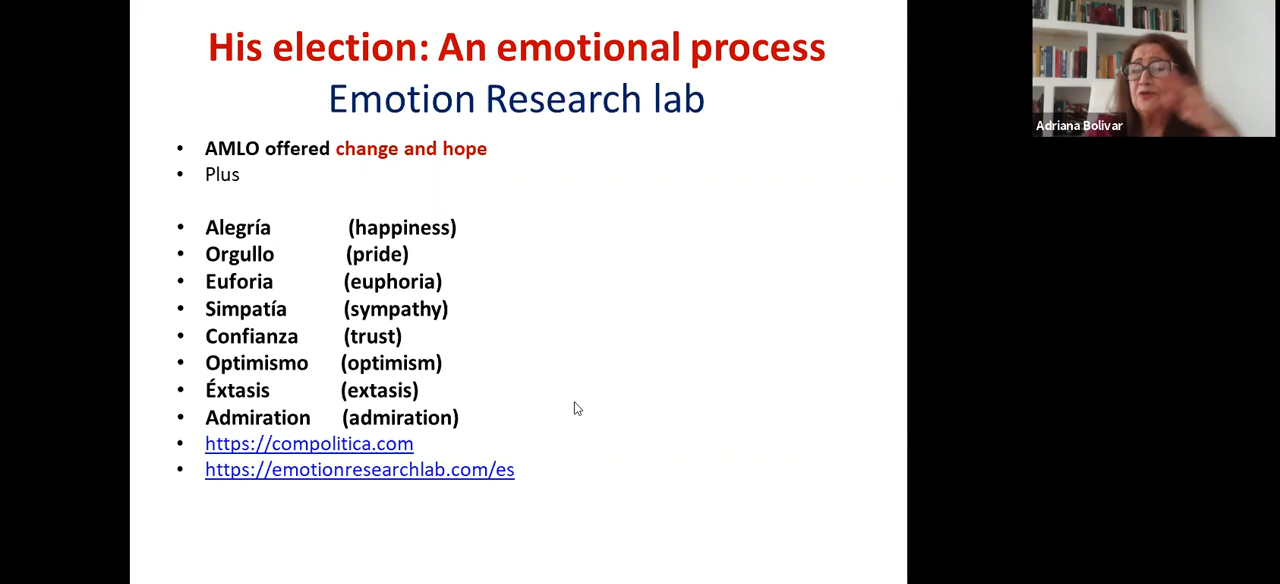 His election: An emotional process
Emotion Research lab
• AMLO offered change and hope
• Plus
• Alegría (happiness)
• Orgullo (pride)
• Euforia (euphoria)
• Simpatía (sympathy)
• Confianza (trust)
• Optimismo (optimism)
• Éxtasis (extasis)
• Admiration (admiration)
• https://compolitica.com
• https://emotionresearchlab.com/es
Adriana Bolivar